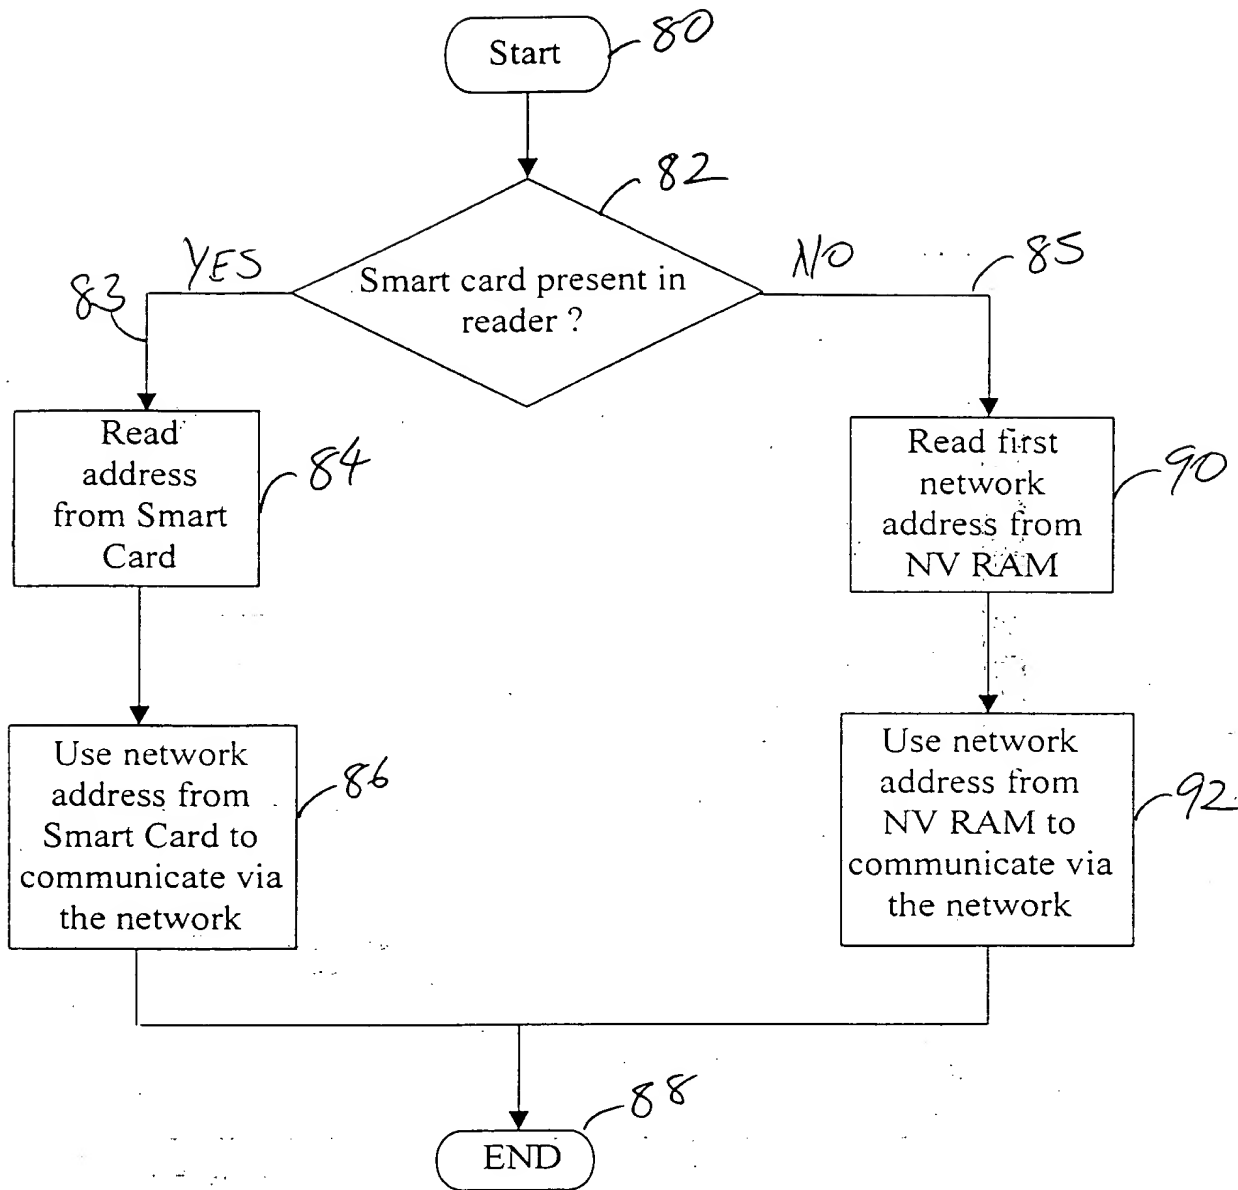 Start
80
82
Smart card present in
reader ?
YES
83
NO
85
Read
address
from Smart
Card
84
Read first
network
address from
NV RAM
90
Use network
address from
Smart Card to
communicate via
the network
86
Use network
address from
NV RAM to
communicate via
the network
92
88
END